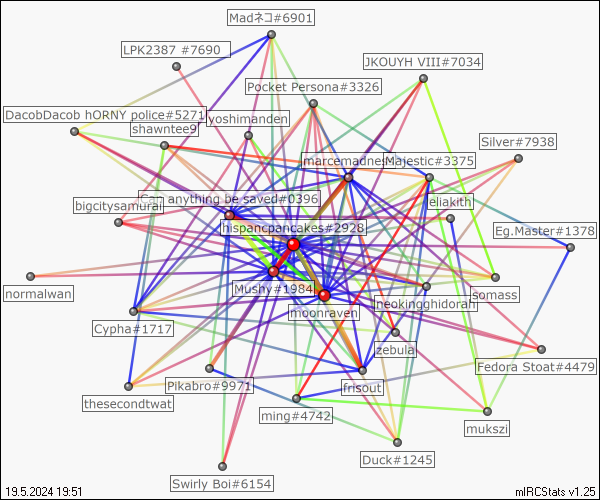 Madネコ#6901
LPK2387 #7690
JKOUYH VIII#7034
Pocket Persona#3326
DacobDacob hORNY police#5271
yoshimanden
shawntee9
Silver#7938
marcemadness
Majestic#3375
Can anything be saved#0396
eliakith
bigcitysamurai
hispancpancakes#2928
Eg.Master#1378
Mushy#1984
somass
normalwan
neokingghidorah
moonraven
Cypha#1717
zebula
Fedora Stoat#4479
Pikabro#9971
frisout
thesecondtwat
ming#4742
mukszi
Duck#1245
Swirly Boi#6154
19.5.2024 19:51
mIRCStats v1.25